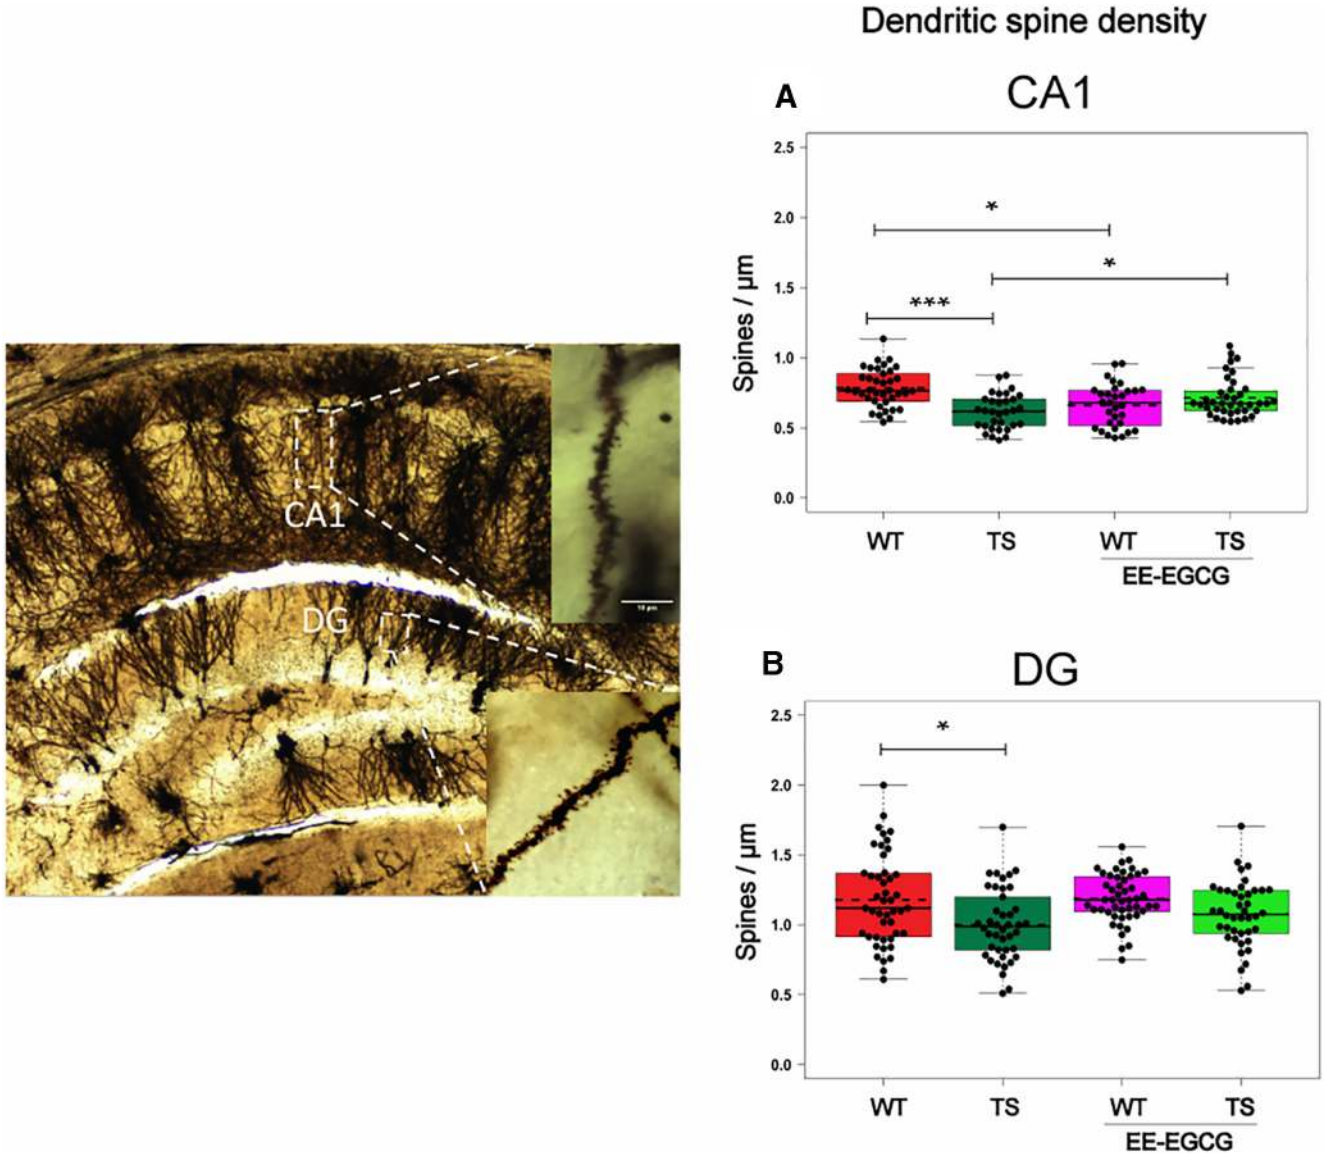 Dendritic spine density
A
CA1
Spines / µm
2.5
2.0
1.5
1.0
0.5
0.0
*
*
***
WT
TS
WT
TS
EE-EGCG
CA1
DG
10 µm
B
DG
Spines / µm
2.5
2.0
1.5
1.0
0.5
0.0
*
WT
TS
WT
TS
EE-EGCG